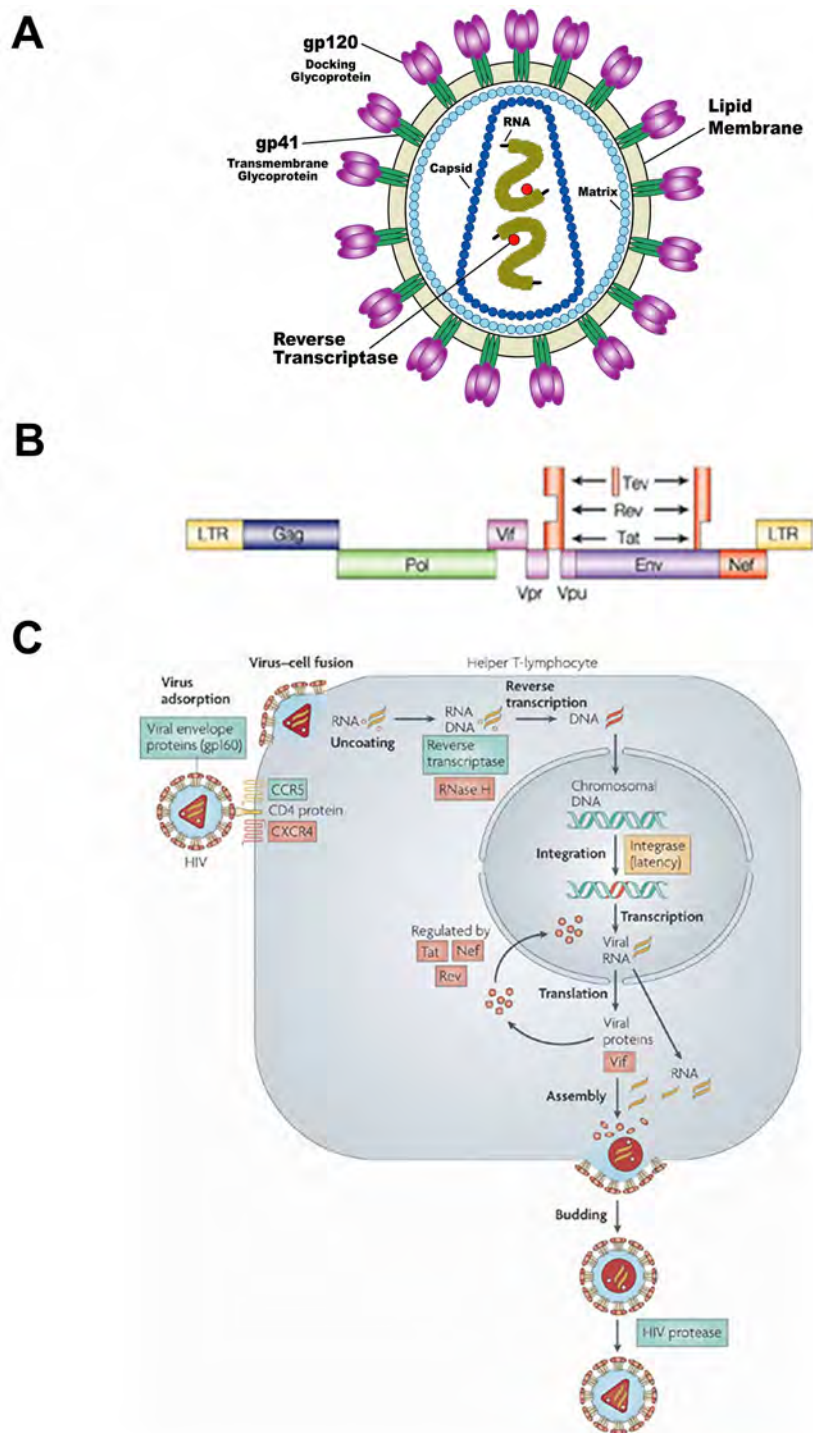 A
gp120
Docking
Glycoprotein
gp41
Transmembrane
Glycoprotein
RNA
Capsid
Matrix
Lipid
Membrane
Reverse
Transcriptase
B
Tev
Rev
Tat
LTR
Gag
Vif
LTR
Pol
Env
Nef
Vpr
Vpu
C
Virus–cell fusion
Helper T-lymphocyte
Virus
adsorption
Viral envelope
proteins (gp160)
RNA
Uncoating
RNA
DNA
Reverse
transcription
DNA
Reverse
transcriptase
RNase H
CCR5
CD4 protein
CXCR4
HIV
Chromosomal
DNA
Integration
Integrase
(latency)
Transcription
Regulated by
Tat Nef
Rev
Viral
RNA
Translation
Viral
proteins
Vif
RNA
Assembly
Budding
HIV protease